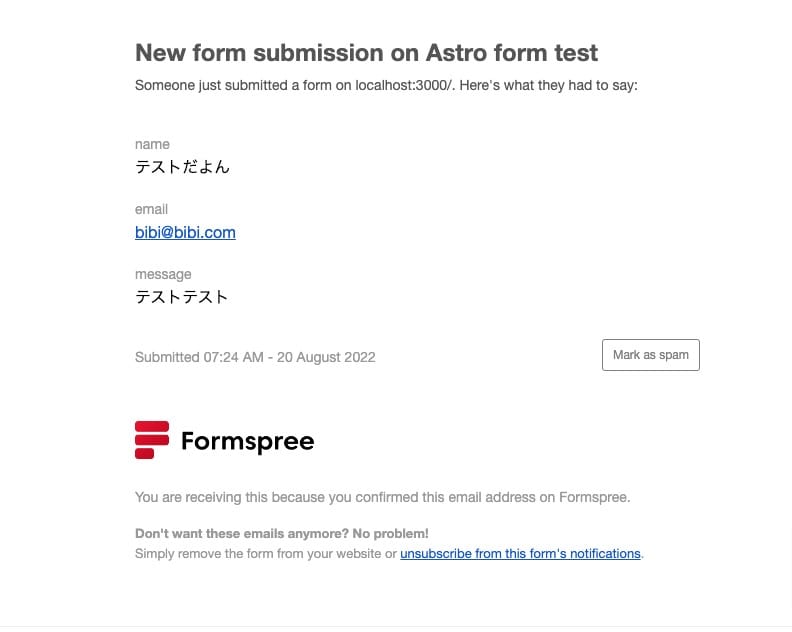 New form submission on Astro form test
Someone just submitted a form on localhost:3000/. Here's what they had to say:
name
テストだよん
email
bibi@bibi.com
message
テストテスト
Submitted 07:24 AM - 20 August 2022
Mark as spam
Formspree
You are receiving this because you confirmed this email address on Formspree.
Don't want these emails anymore? No problem!
Simply remove the form from your website or unsubscribe from this form's notifications.